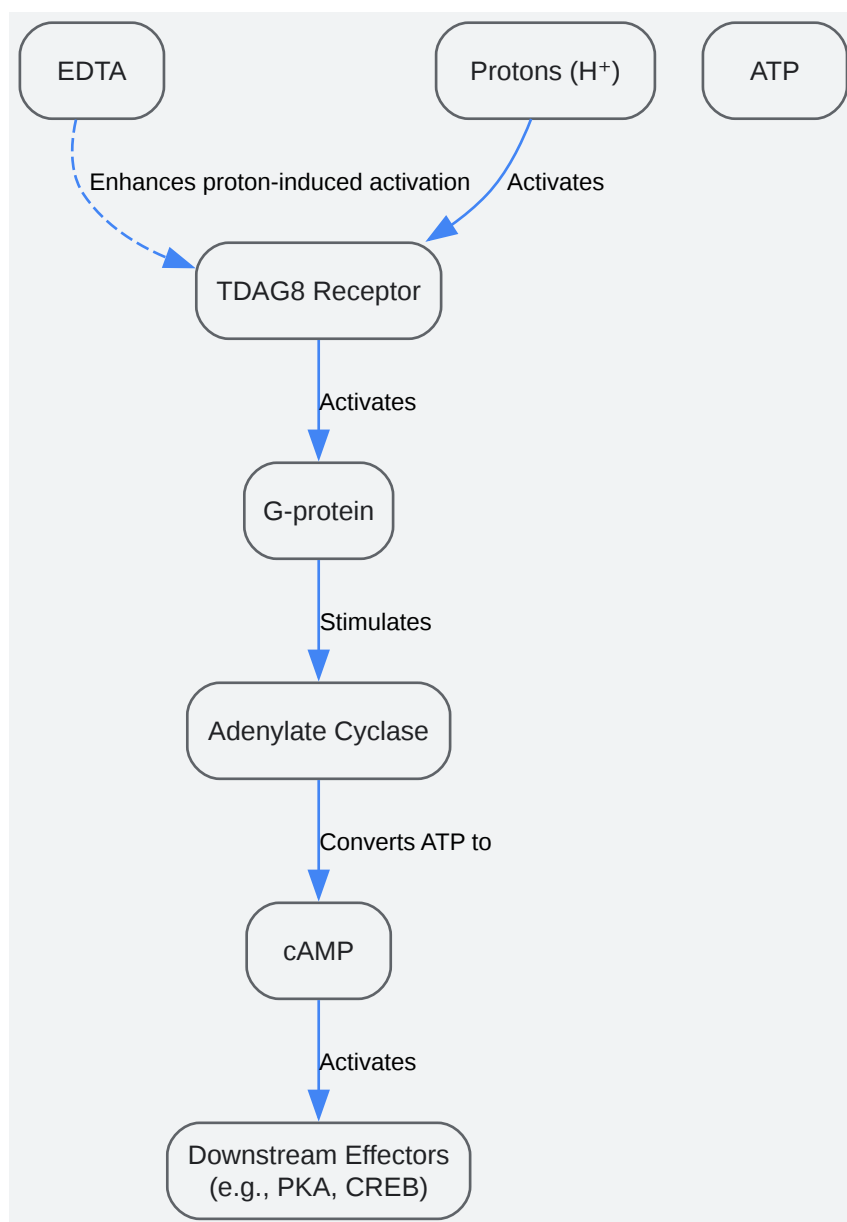 EDTA
Protons (H⁺)
ATP
Enhances proton-induced activation
Activates
TDAG8 Receptor
Activates
G-protein
Stimulates
Adenylate Cyclase
Converts ATP to
cAMP
Activates
Downstream Effectors
(e.g., PKA, CREB)